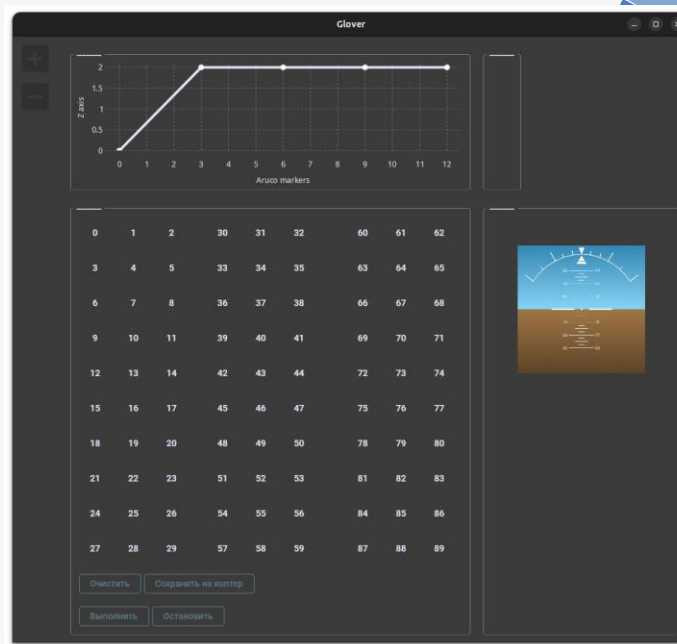 Glover
2
1.5
1
0.5
0
Z axis
0 1 2 3 4 5 6 7 8 9 10 11 12
Aruco markers
0 1 2 30 31 32 60 61 62
3 4 5 33 34 35 63 64 65
6 7 8 36 37 38 66 67 68
9 10 11 39 40 41 69 70 71
12 13 14 42 43 44 72 73 74
15 16 17 45 46 47 75 76 77
18 19 20 48 49 50 78 79 80
21 22 23 51 52 53 81 82 83
24 25 26 54 55 56 84 85 86
27 28 29 57 58 59 87 88 89
Очистить Сохранить на коптер
Выполнить Остановить